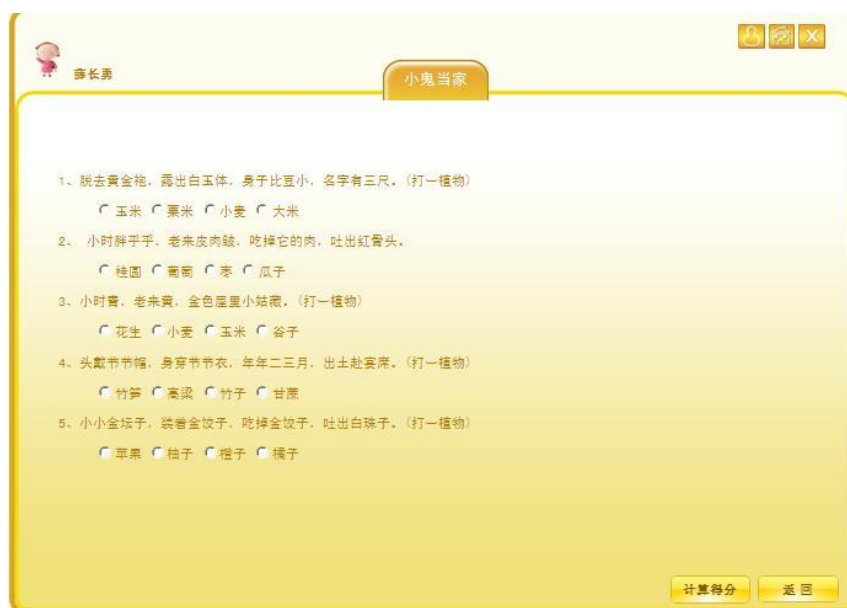 长勇
小鬼当家
1、脱去黄金袍，露出白玉体，身子比豆小，名字有三尺。(打一植物)
玉米 粟米 小麦 大米
2、 小时胖乎乎，老来皮肉皱，吃掉它的肉，吐出红骨头。
桂圆 葡萄 枣 瓜子
3、小时青，老来黄，金色屋里小姑藏。(打一植物)
花生 小麦 玉米 谷子
4、头戴节节帽，身穿节节衣，年年二三月，出土赴宴席。(打一植物)
竹笋 高粱 竹子 甘蔗
5、小小金坛子，装着金饺子，吃掉金饺子，吐出白珠子。(打一植物)
苹果 柚子 橙子 橘子
计算得分 返回